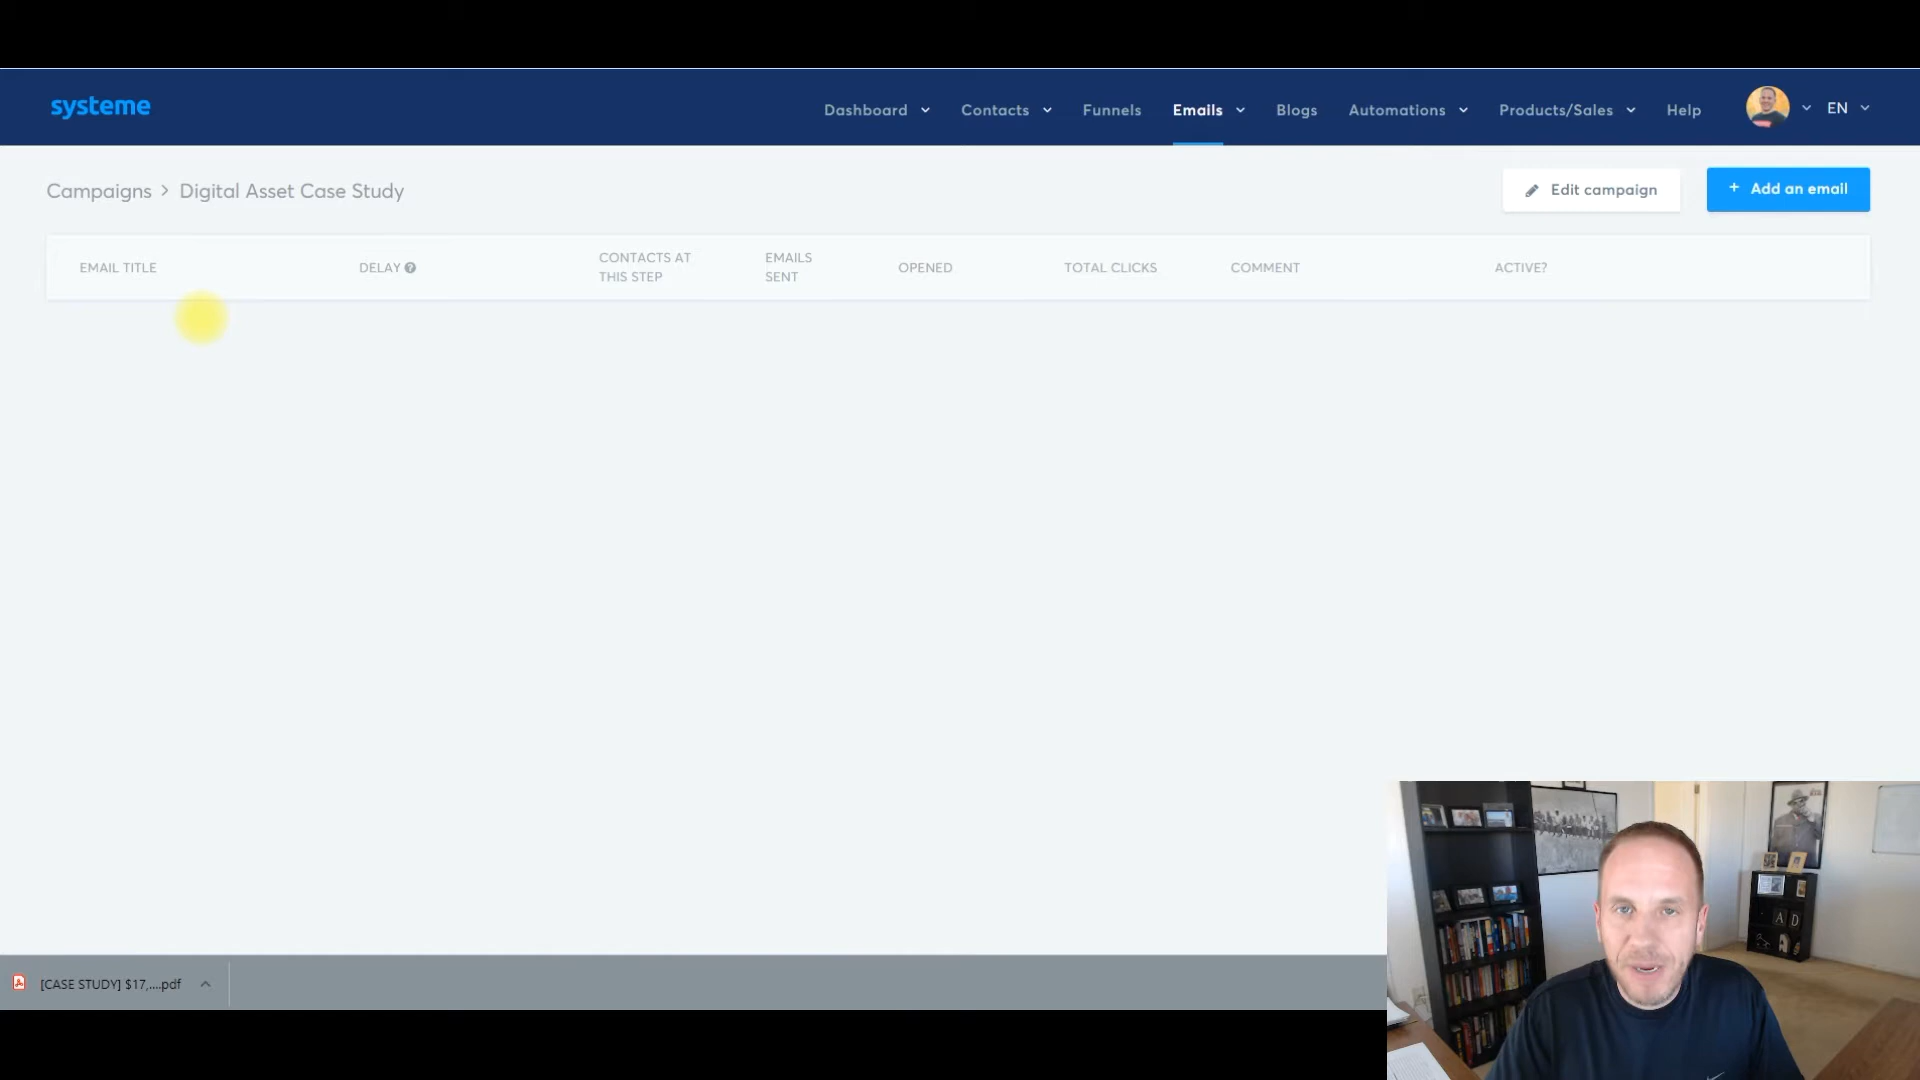 systeme
Dashboard
Contacts
Funnels
Emails
Blogs
Automations
Products/Sales
Help
EN
Campaigns > Digital Asset Case Study
Edit campaign
+ Add an email
EMAIL TITLE
DELAY ?
CONTACTS AT
THIS STEP
EMAILS
SENT
OPENED
TOTAL CLICKS
COMMENT
ACTIVE?
[CASE STUDY] $17,....pdf
A D